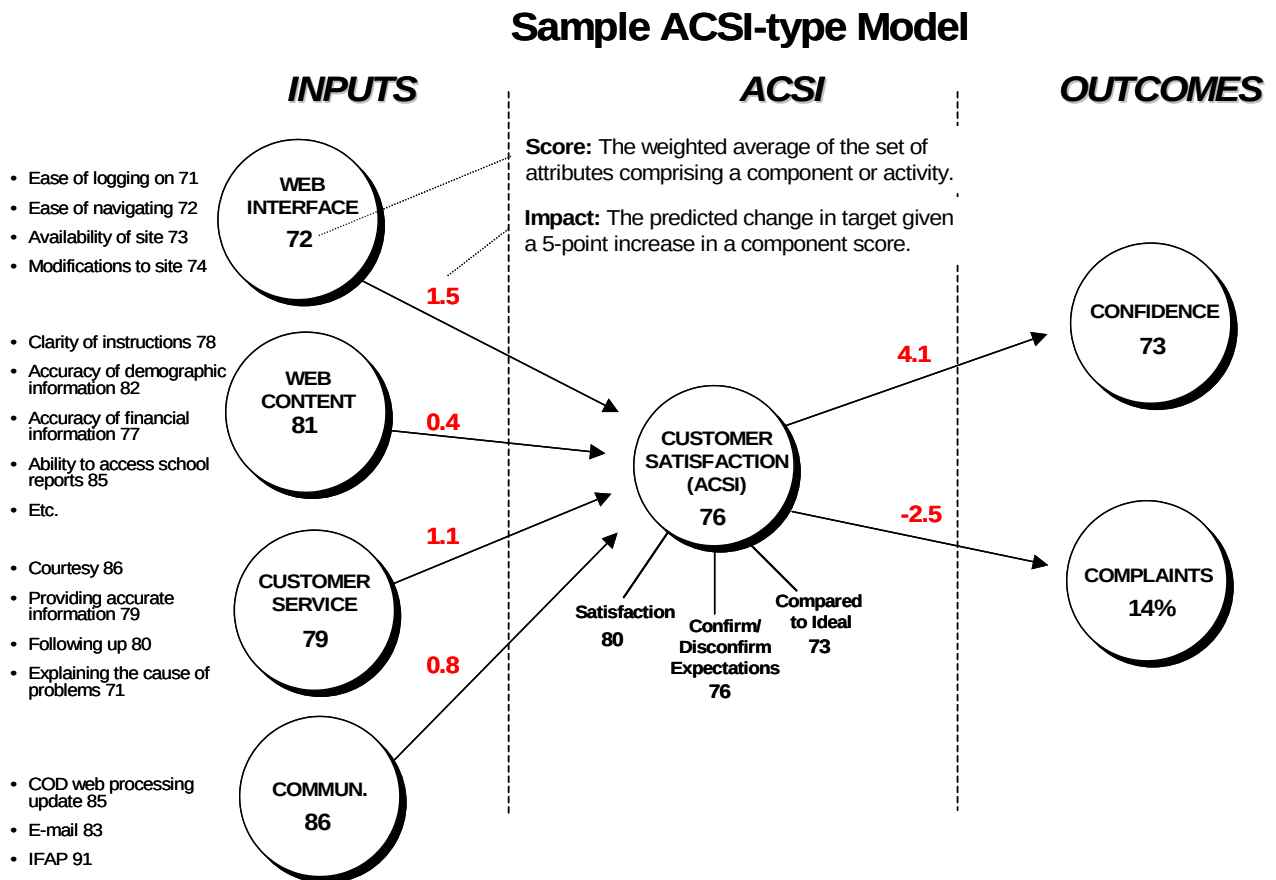 Sample ACSI-type Model
INPUTS
ACSI
OUTCOMES
Score: The weighted average of the set of
attributes comprising a component or activity.
Impact: The predicted change in target given
a 5-point increase in a component score.
• Ease of logging on 71
• Ease of navigating 72
• Availability of site 73
• Modifications to site 74
WEB
INTERFACE
72
1.5
• Clarity of instructions 78
• Accuracy of demographic
information 82
• Accuracy of financial
information 77
• Ability to access school
reports 85
• Etc.
WEB
CONTENT
81
0.4
• Courtesy 86
• Providing accurate
information 79
• Following up 80
• Explaining the cause of
problems 71
CUSTOMER
SERVICE
79
1.1
• COD web processing
update 85
• E-mail 83
• IFAP 91
COMMUN.
86
0.8
CUSTOMER
SATISFACTION
(ACSI)
76
Satisfaction
80
Confirm/
Disconfirm
Expectations
76
Compared
to Ideal
73
4.1
CONFIDENCE
73
-2.5
COMPLAINTS
14%